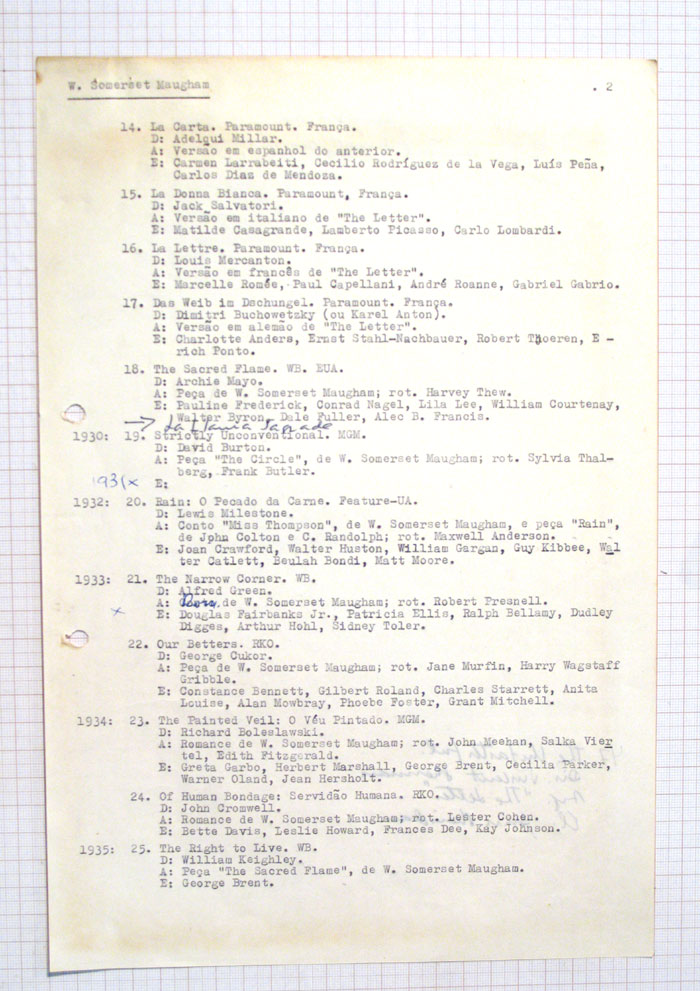 W. Somerset Maugham . 2
14. La Carta. Paramount. França.
D: Adelqui Millar.
A: Versão em espanhol do anterior.
E: Carmen Larrabeiti, Cecilio Rodríguez de la Vega, Luís Peña,
Carlos Diaz de Mendoza.
15. La Donna Bianca. Paramount, França.
D: Jack Salvatori.
A: Versão em italiano de "The Letter".
E: Matilde Casagrande, Lamberto Picasso, Carlo Lombardi.
16. La Lettre. Paramount. França.
D: Louis Mercanton.
A: Versão em francês de "The Letter".
E: Marcelle Romée, Paul Capellani, André Roanne, Gabriel Gabrio.
17. Das Weib im Dschungel. Paramount. França.
D: Dimitri Buchowetzky (ou Karel Anton).
A: Versão em alemão de "The Letter".
E: Charlotte Anders, Ernst Stahl-Nachbauer, Robert Thoeren, E -
rich Ponto.
18. The Sacred Flame. WB. EUA.
D: Archie Mayo.
A: Peça de W. Somerset Maugham; rot. Harvey Thew.
E: Pauline Frederick, Conrad Nagel, Lila Lee, William Courtenay,
Walter Byron, Dale Fuller, Alec B. Francis.
→ La Llama Sagrada
1930: 19. Strictly Unconventional. MGM.
D: David Burton.
A: Peça "The Circle", de W. Somerset Maugham; rot. Sylvia Thal-
berg, Frank Butler.
1931x E:
1932: 20. Rain: O Pecado da Carne. Feature-UA.
D: Lewis Milestone.
A: Conto "Miss Thompson", de W. Somerset Maugham, e peça "Rain",
de John Colton e C. Randolph; rot. Maxwell Anderson.
E: Joan Crawford, Walter Huston, William Gargan, Guy Kibbee, Wal
ter Catlett, Beulah Bondi, Matt Moore.
1933: 21. The Narrow Corner. WB.
D: Alfred Green.
A: Rom. de W. Somerset Maugham; rot. Robert Presnell.
x E: Douglas Fairbanks Jr., Patricia Ellis, Ralph Bellamy, Dudley
Digges, Arthur Hohl, Sidney Toler.
22. Our Betters. RKO.
D: George Cukor.
A: Peça de W. Somerset Maugham; rot. Jane Murfin, Harry Wagstaff
Gribble.
E: Constance Bennett, Gilbert Roland, Charles Starrett, Anita
Louise, Alan Mowbray, Phoebe Foster, Grant Mitchell.
1934: 23. The Painted Veil: O Véu Pintado. MGM.
D: Richard Boleslawski.
A: Romance de W. Somerset Maugham; rot. John Meehan, Salka Vier
tel, Edith Fitzgerald.
E: Greta Garbo, Herbert Marshall, George Brent, Cecilia Parker,
Warner Oland, Jean Hersholt.
24. Of Human Bondage: Servidão Humana. RKO.
D: John Cromwell.
A: Romance de W. Somerset Maugham; rot. Lester Cohen.
E: Bette Davis, Leslie Howard, Frances Dee, Kay Johnson.
1935: 25. The Right to Live. WB.
D: William Keighley.
A: Peça "The Sacred Flame", de W. Somerset Maugham.
E: George Brent.